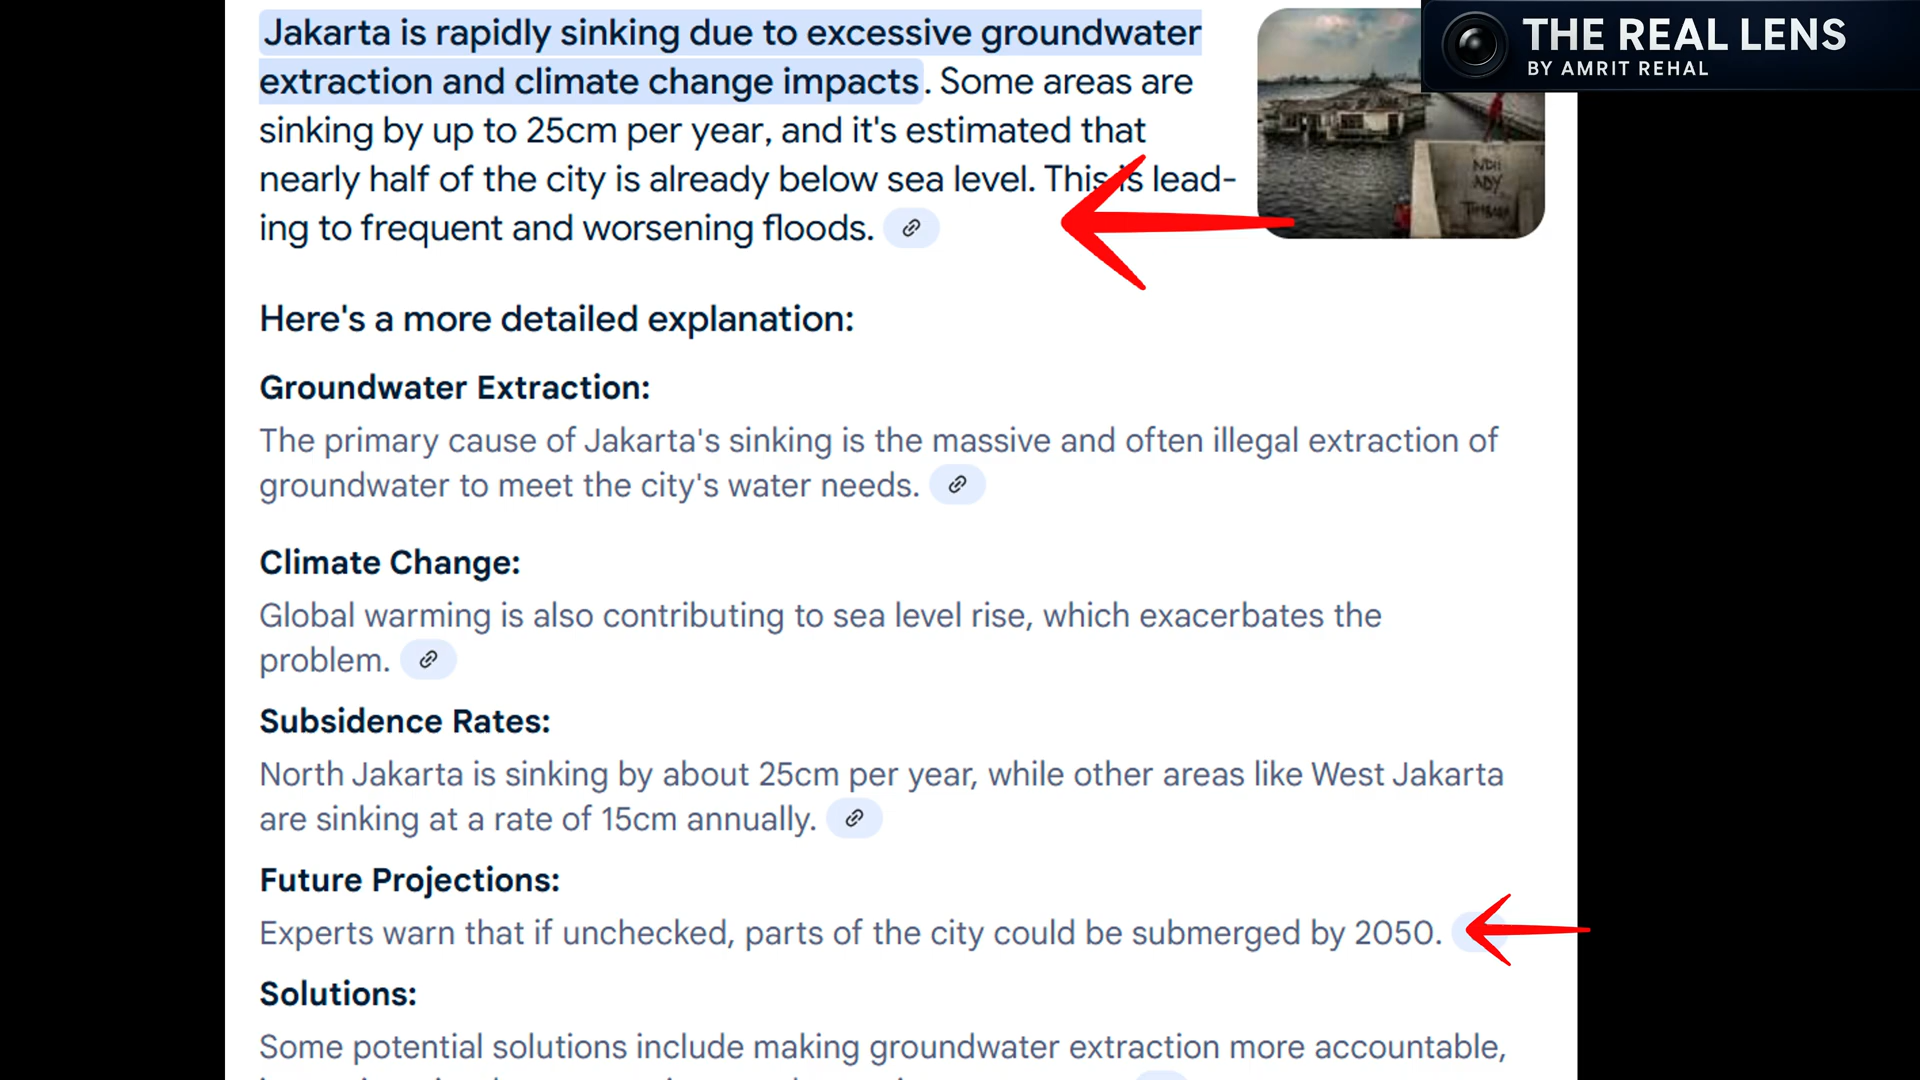 THE REAL LENS
BY AMRIT REHAL
Jakarta is rapidly sinking due to excessive groundwater
extraction and climate change impacts. Some areas are
sinking by up to 25cm per year, and it's estimated that
nearly half of the city is already below sea level. This is lead-
ing to frequent and worsening floods.
Here's a more detailed explanation:
Groundwater Extraction:
The primary cause of Jakarta's sinking is the massive and often illegal extraction of
groundwater to meet the city's water needs.
Climate Change:
Global warming is also contributing to sea level rise, which exacerbates the
problem.
Subsidence Rates:
North Jakarta is sinking by about 25cm per year, while other areas like West Jakarta
are sinking at a rate of 15cm annually.
Future Projections:
Experts warn that if unchecked, parts of the city could be submerged by 2050.
Solutions:
Some potential solutions include making groundwater extraction more accountable,